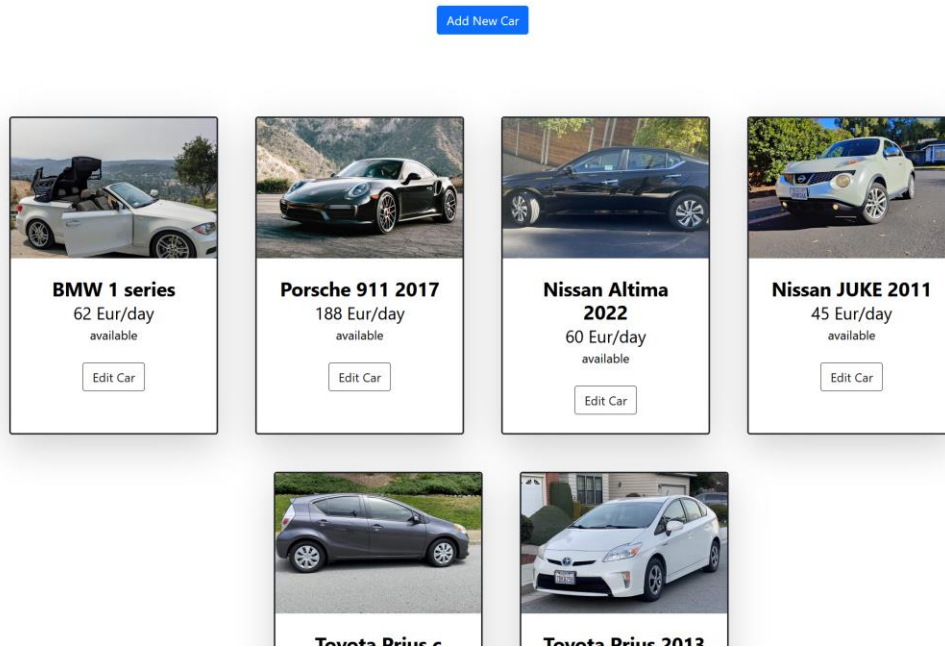 Add New Car
BMW 1 series
62 Eur/day
available
Edit Car
Porsche 911 2017
188 Eur/day
available
Edit Car
Nissan Altima
2022
60 Eur/day
available
Edit Car
Nissan JUKE 2011
45 Eur/day
available
Edit Car
Toyota Prius c
Toyota Prius 2013